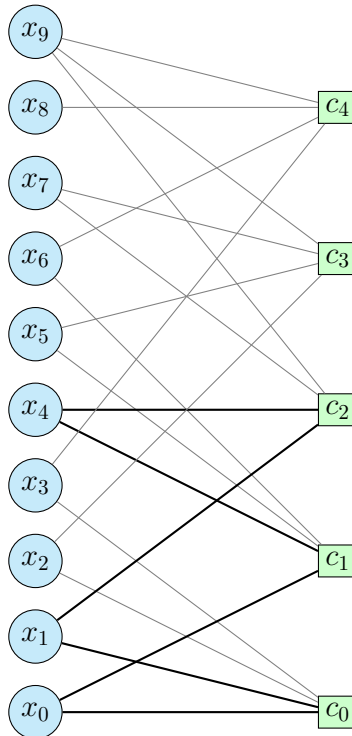 x₉
x₈
c₄
x₇
x₆
c₃
x₅
x₄
c₂
x₃
x₂
c₁
x₁
x₀
c₀